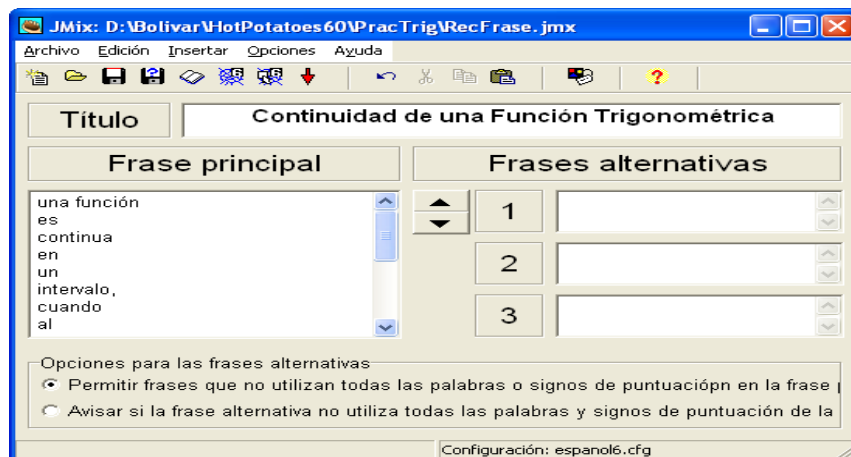 JMix: D:\Bolivar\HotPotatoes60\PracTrig\RecFrase.jmx
Archivo Edición Insertar Opciones Ayuda
Título Continuidad de una Función Trigonométrica
Frase principal Frases alternativas
una función
es
continua
en
un
intervalo,
cuando
al
1
2
3
Opciones para las frases alternativas
Permitir frases que no utilizan todas las palabras o signos de puntuaciópn en la frase
Avisar si la frase alternativa no utiliza todas las palabras y signos de puntuación de la
Configuración: espanol6.cfg